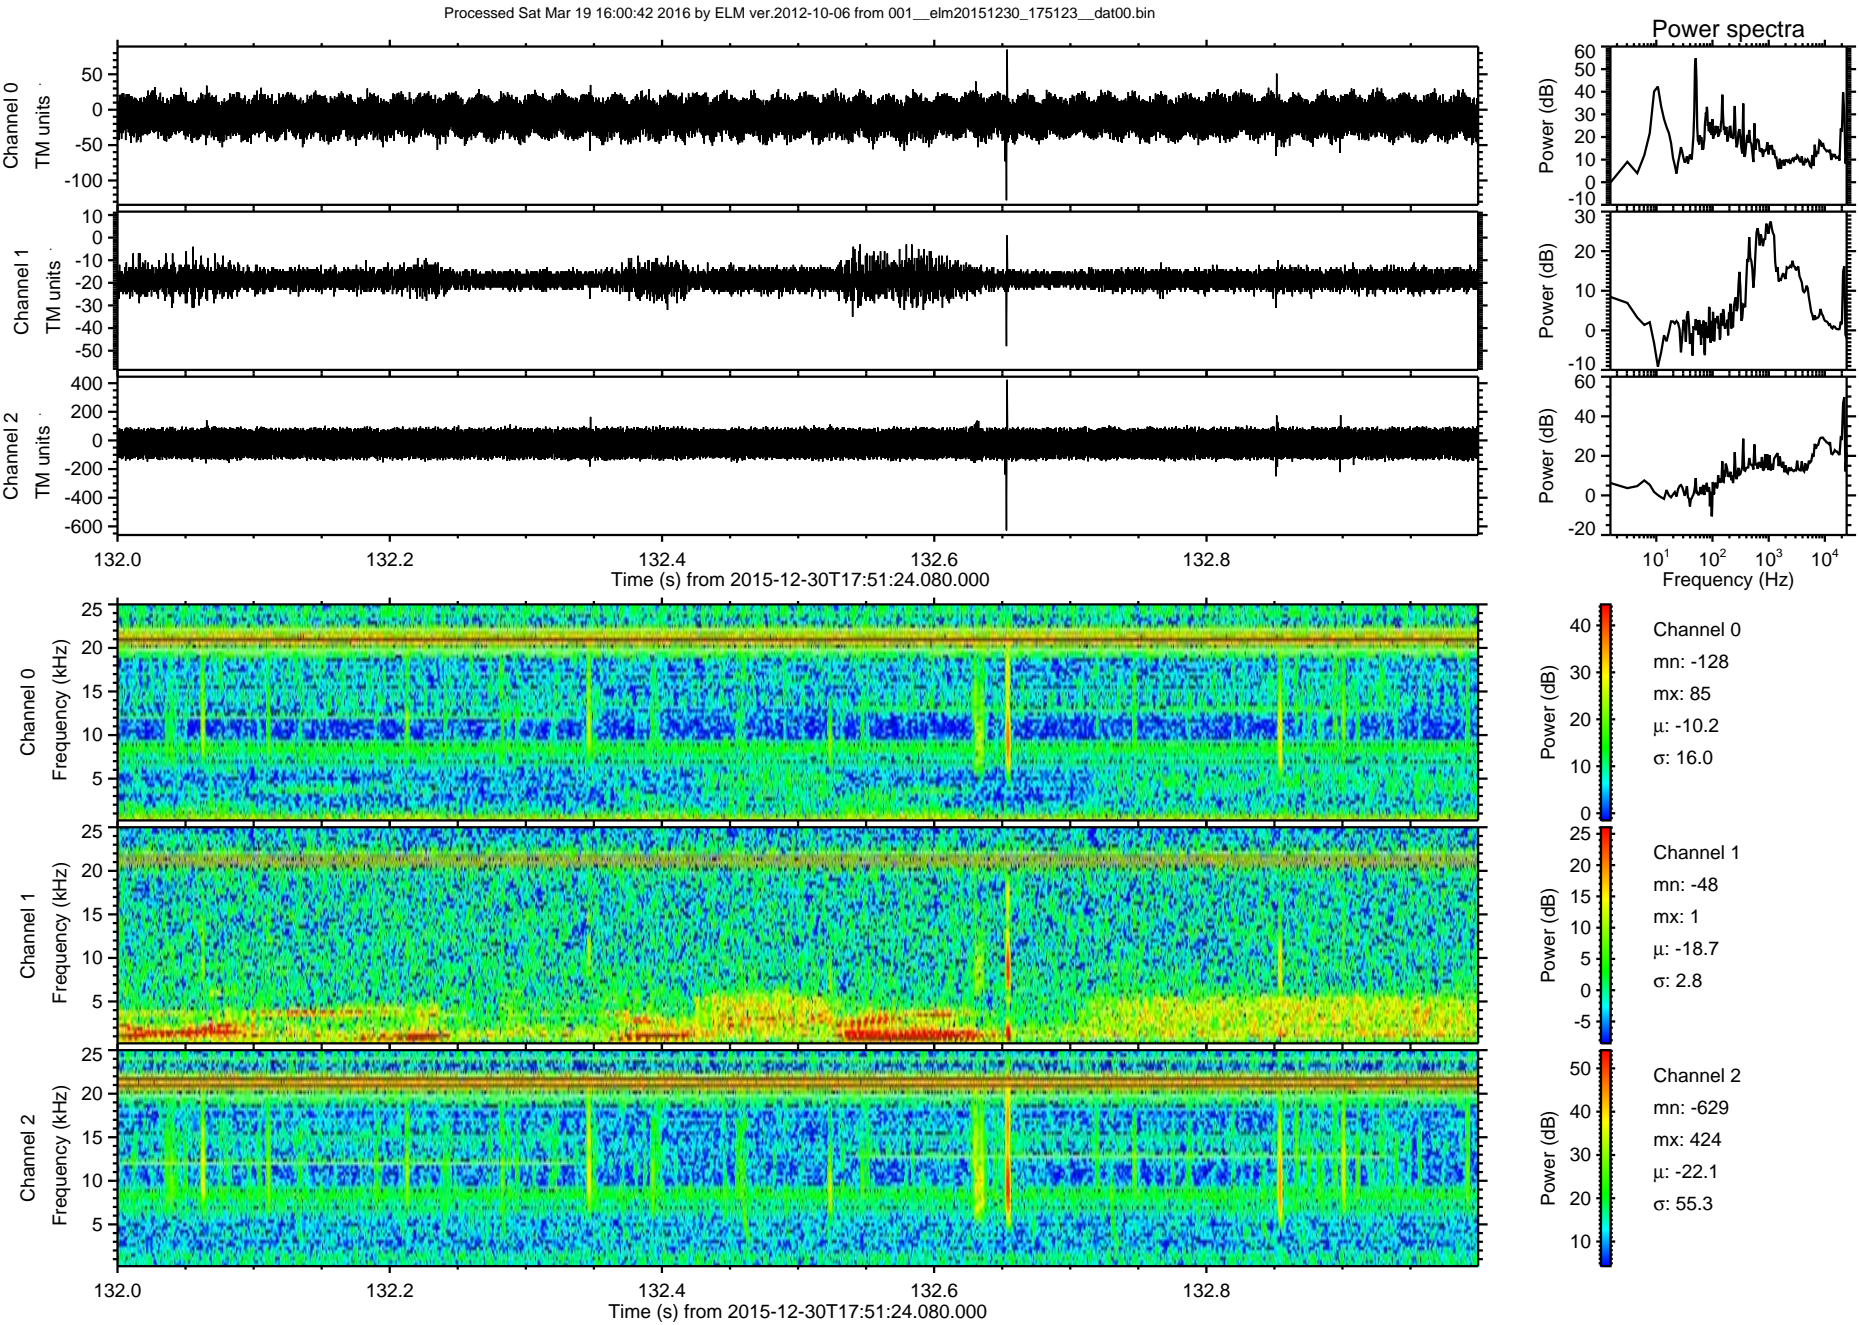 Processed Sat Mar 19 16:00:42 2016 by ELM ver.2012-10-06 from 001__elm20151230_175123__dat00.bin
Power spectra
Channel 0
TM units
50
0
-50
-100
Power (dB)
60
50
40
30
20
10
0
-10
Channel 1
TM units
10
0
-10
-20
-30
-40
-50
Power (dB)
30
20
10
0
-10
Channel 2
TM units
400
200
0
-200
-400
-600
Power (dB)
60
40
20
0
-20
132.0 132.2 132.4 132.6 132.8
Time (s) from 2015-12-30T17:51:24.080.000
10¹ 10² 10³ 10⁴
Frequency (Hz)
Channel 0
Frequency (kHz)
25
20
15
10
5
Power (dB)
40
30
20
10
0
Channel 0
mn: -128
mx: 85
μ: -10.2
σ: 16.0
Channel 1
Frequency (kHz)
25
20
15
10
5
Power (dB)
25
20
15
10
5
0
-5
Channel 1
mn: -48
mx: 1
μ: -18.7
σ: 2.8
Channel 2
Frequency (kHz)
25
20
15
10
5
Power (dB)
50
40
30
20
10
Channel 2
mn: -629
mx: 424
μ: -22.1
σ: 55.3
132.0 132.2 132.4 132.6 132.8
Time (s) from 2015-12-30T17:51:24.080.000